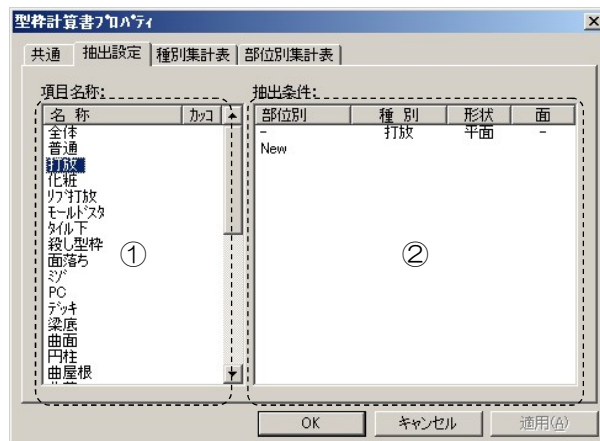 型枠計算書ﾌﾟﾛﾊﾟﾃｨ
共通 抽出設定 種別集計表 部位別集計表
項目名称:
名 称 ｶｯｺ
全体
普通
打放
化粧
ﾘﾌﾞ打放
ﾓｰﾙﾄﾞｽﾀ
ﾀｲﾙ下
殺し型枠
面落ち
ﾐｿﾞ
PC
ﾃﾞｯｷ
梁底
曲面
円柱
曲屋根
①
抽出条件:
部位別 種 別 形状 面
- 打放 平面 -
New
②
OK キャンセル 適用(A)